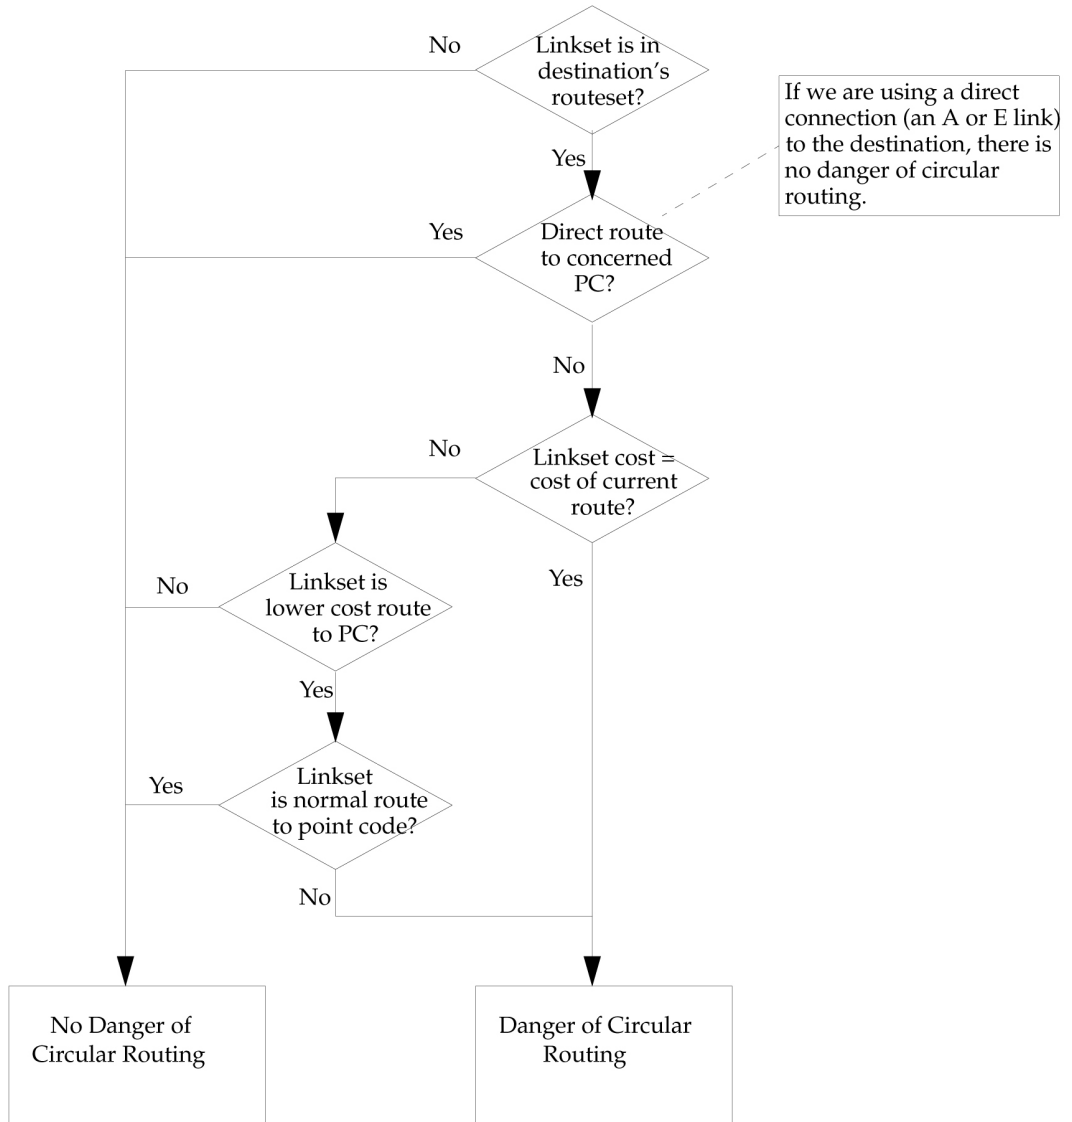 No
Linkset is in
destination’s
routeset?
If we are using a direct
connection (an A or E link)
to the destination, there is
no danger of circular
routing.
Yes
Yes
Direct route
to concerned
PC?
No
No
Linkset cost =
cost of current
route?
No
Linkset is
lower cost route
to PC?
Yes
Yes
Yes
Linkset
is normal route
to point code?
No
No Danger of
Circular Routing
Danger of Circular
Routing